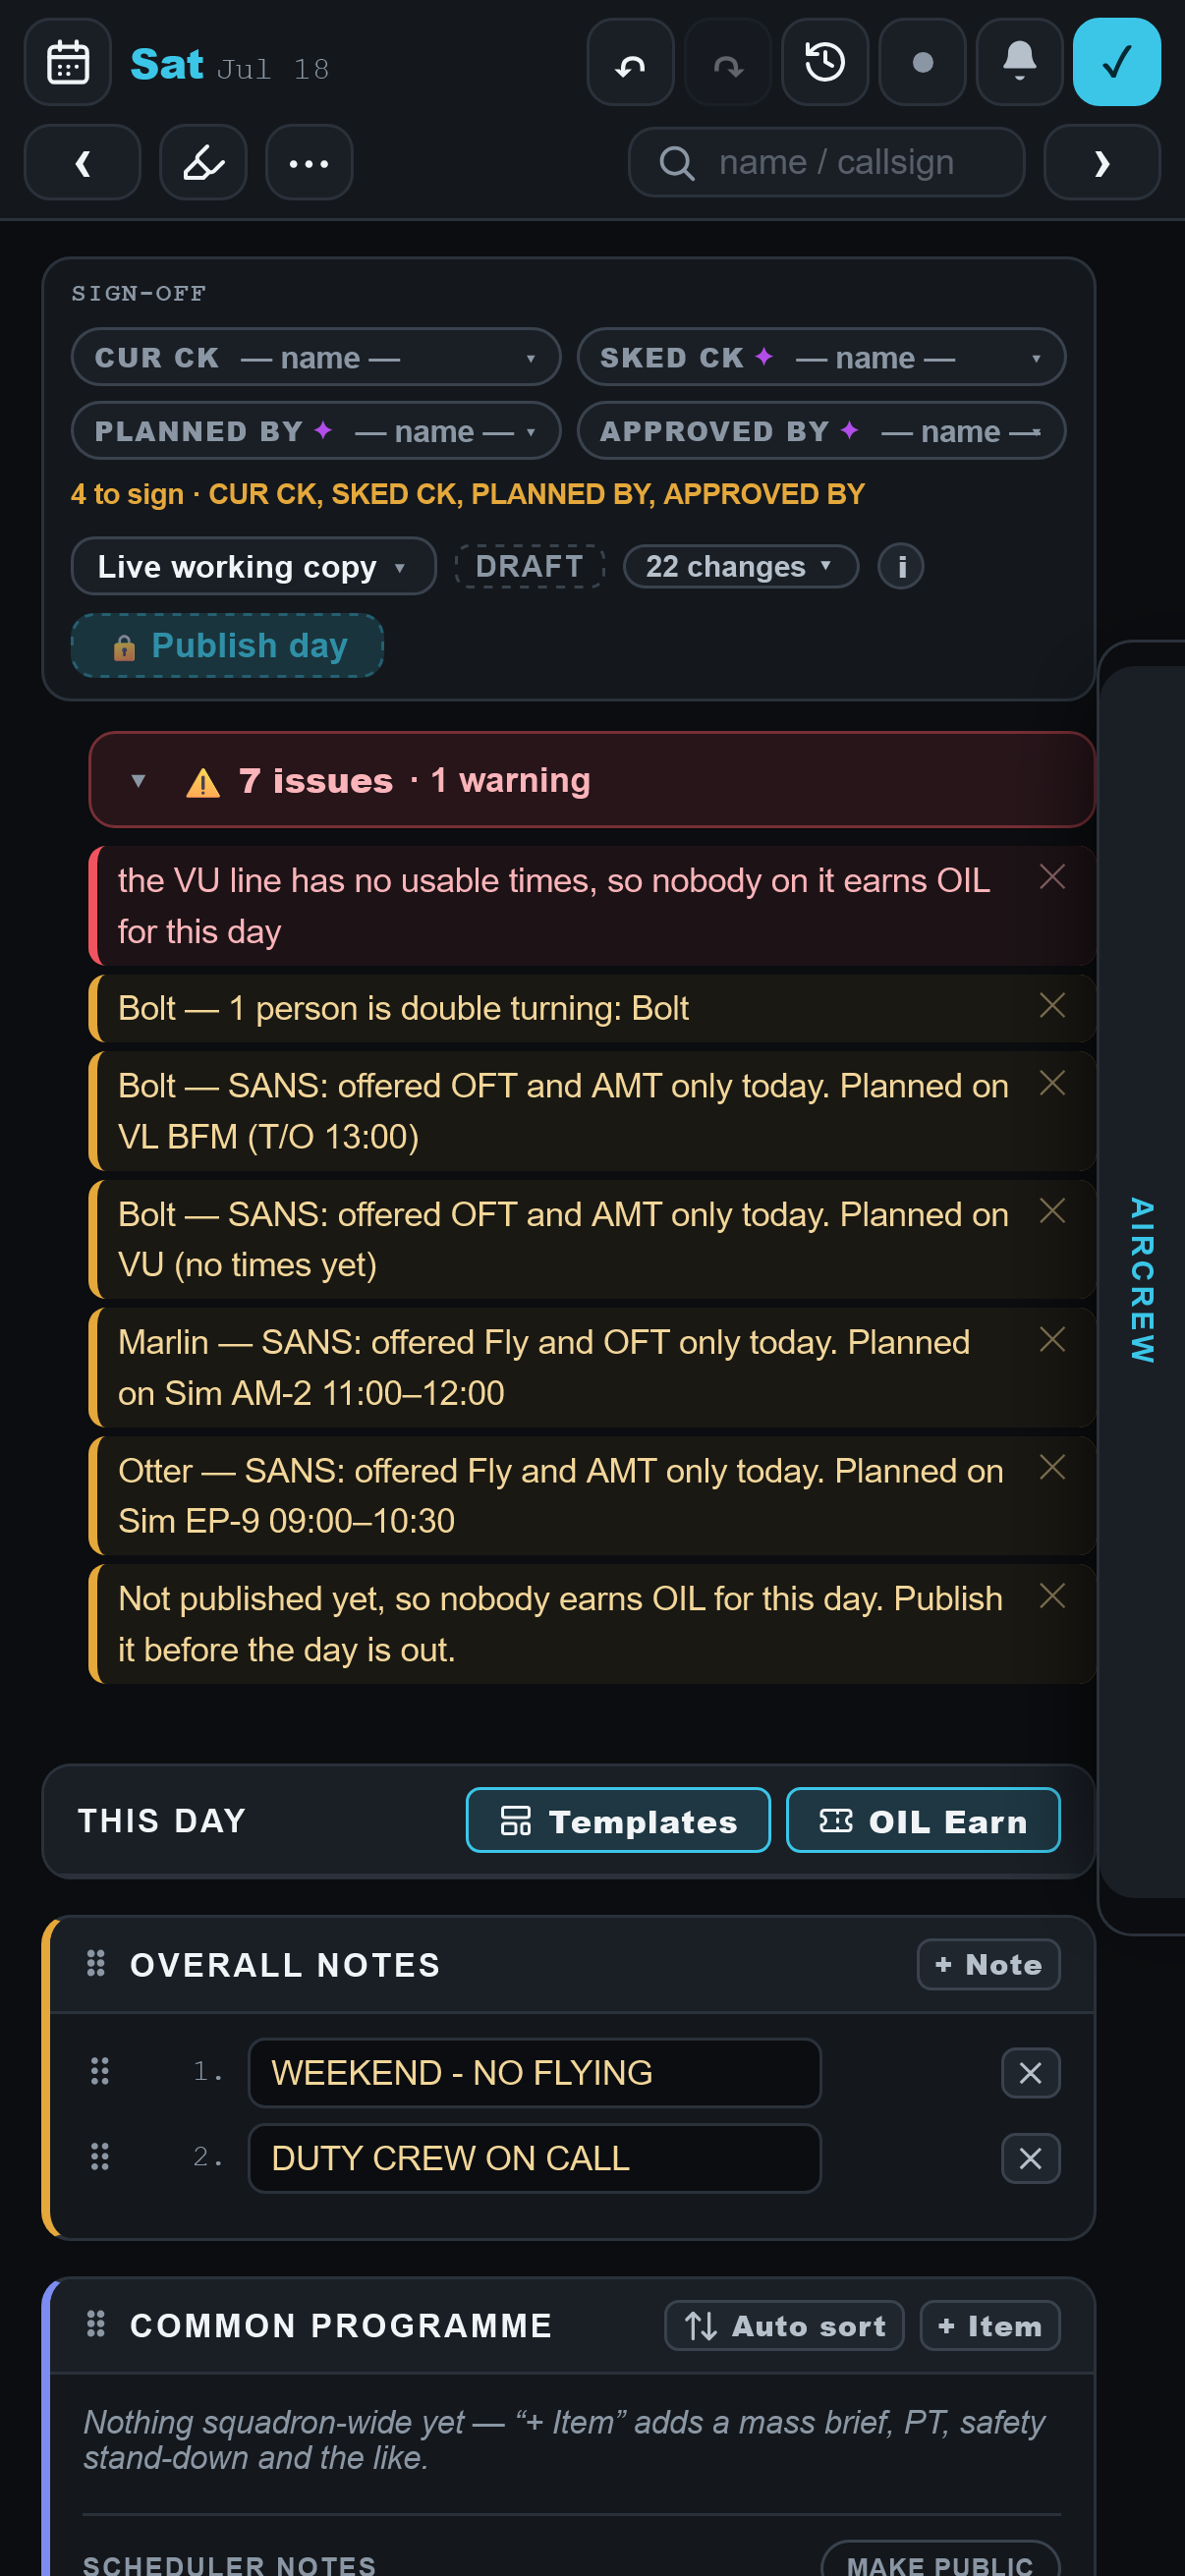 Sat Jul 18
name / callsign
SIGN-OFF
CUR CK — name —
SKED CK ✦ — name —
PLANNED BY ✦ — name —
APPROVED BY ✦ — name —
4 to sign · CUR CK, SKED CK, PLANNED BY, APPROVED BY
Live working copy
DRAFT
22 changes
i
Publish day
7 issues · 1 warning
the VU line has no usable times, so nobody on it earns OIL
for this day
Bolt — 1 person is double turning: Bolt
Bolt — SANS: offered OFT and AMT only today. Planned on
VL BFM (T/O 13:00)
Bolt — SANS: offered OFT and AMT only today. Planned on
VU (no times yet)
Marlin — SANS: offered Fly and OFT only today. Planned
on Sim AM-2 11:00–12:00
Otter — SANS: offered Fly and AMT only today. Planned on
Sim EP-9 09:00–10:30
Not published yet, so nobody earns OIL for this day. Publish
it before the day is out.
AIRCREW
THIS DAY
Templates
OIL Earn
OVERALL NOTES
+ Note
1. WEEKEND - NO FLYING
2. DUTY CREW ON CALL
COMMON PROGRAMME
Auto sort
+ Item
Nothing squadron-wide yet — “+ Item” adds a mass brief, PT, safety
stand-down and the like.
SCHEDULER NOTES
MAKE PUBLIC